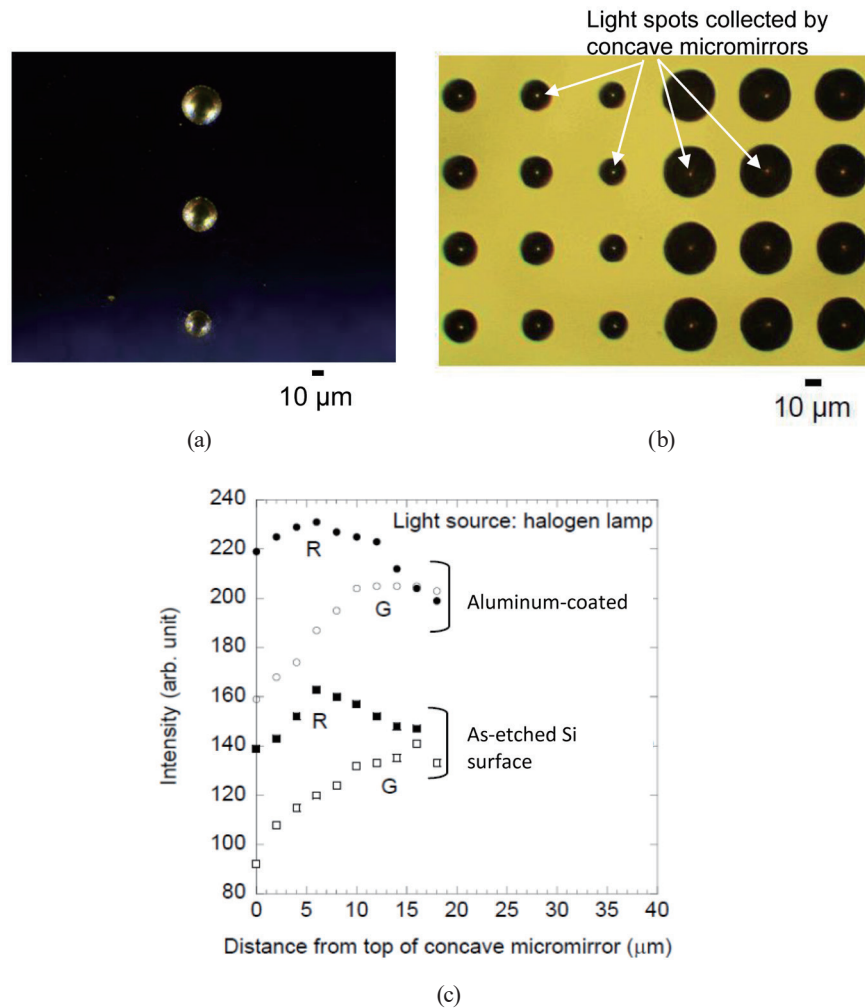 Light spots collected by
concave micromirrors
10 µm
10 µm
(a)
(b)
240
220
200
180
160
140
120
100
80
Intensity (arb. unit)
Light source: halogen lamp
R
G
Aluminum-coated
R
G
As-etched Si
surface
0 5 10 15 20 25 30 35 40
Distance from top of concave micromirror (µm)
(c)